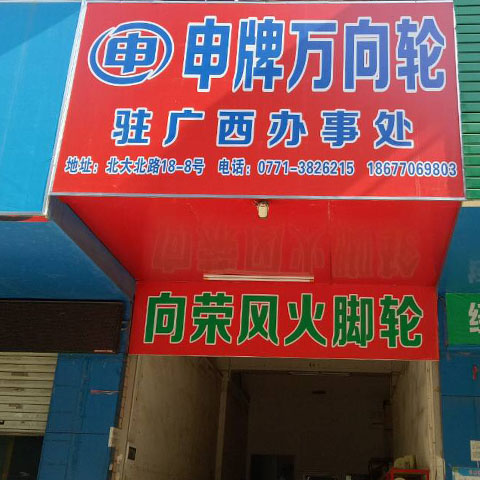 申 申牌万向轮
驻广西办事处
地址：北大北路18-8号 电话：0771-3826215 18677069803
向荣风火脚轮